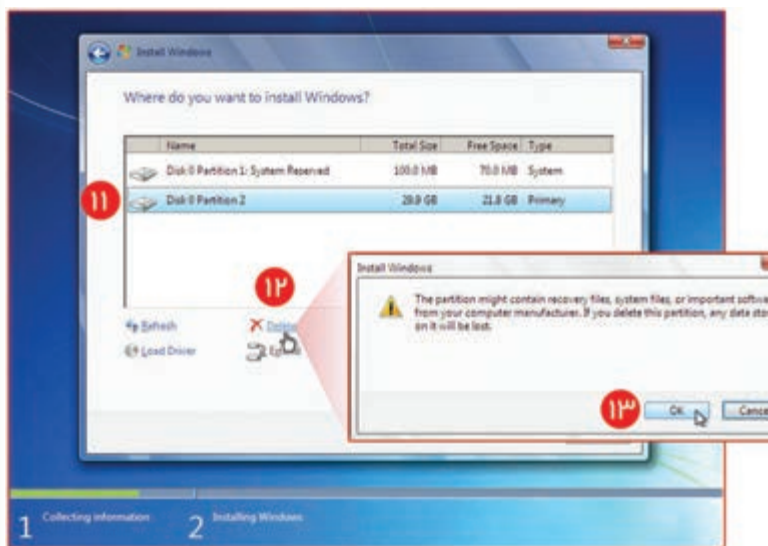 Install Windows
Where do you want to install Windows?
Name Total Size Free Space Type
Disk 0 Partition 1: System Reserved 100.0 MB 70.0 MB System
۱۱
Disk 0 Partition 2 29.9 GB 21.8 GB Primary
۱۲
Refresh Delete
Load Driver
Install Windows
The partition might contain recovery files, system files, or important softwa
from your computer manufacturer. If you delete this partition, any data sto
on it will be lost.
۱۳
OK Cance
1 Collecting information 2 Installing Windows